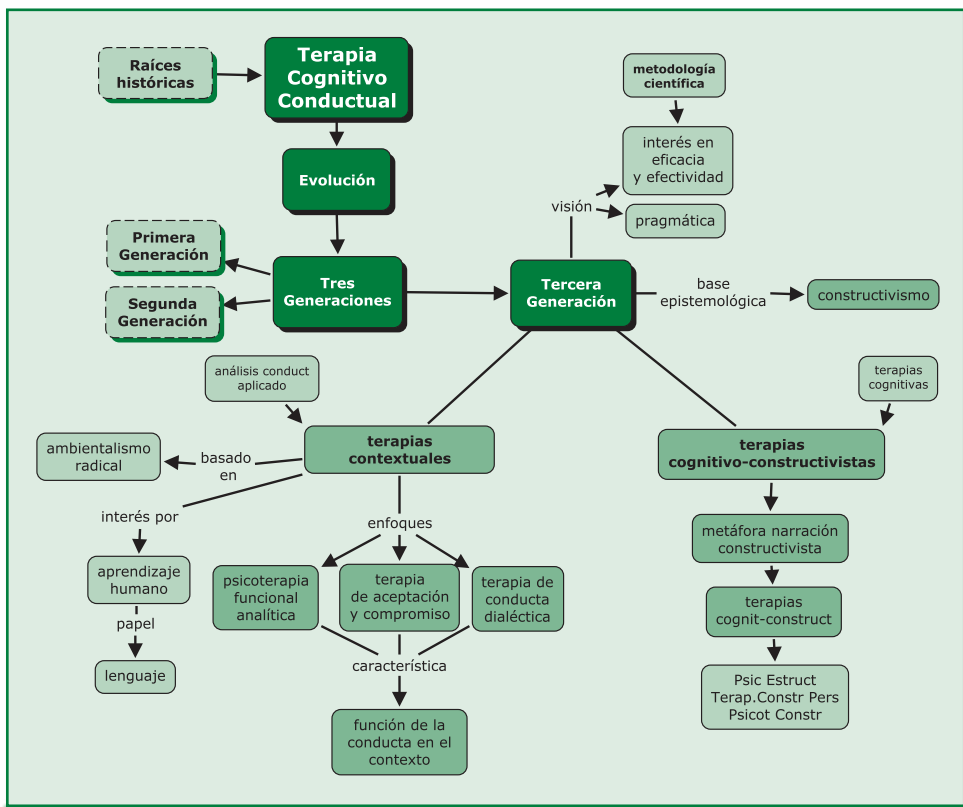 Raíces
históricas
Terapia
Cognitivo
Conductual
metodología
científica
interés en
eficacia
y efectividad
Evolución
visión
pragmática
Primera
Generación
Segunda
Generación
Tres
Generaciones
Tercera
Generación
base
epistemológica
constructivismo
análisis conduct
aplicado
terapias
cognitivas
ambientalismo
radical
basado
en
terapias
contextuales
terapias
cognitivo-constructivistas
interés por
enfoques
metáfora narración
constructivista
aprendizaje
humano
psicoterapia
funcional
analítica
terapia
de aceptación
y compromiso
terapia de
conducta
dialéctica
terapias
cognit-construct
papel
lenguaje
característica
Psic Estruct
Terap.Constr Pers
Psicot Constr
función de la
conducta en el
contexto